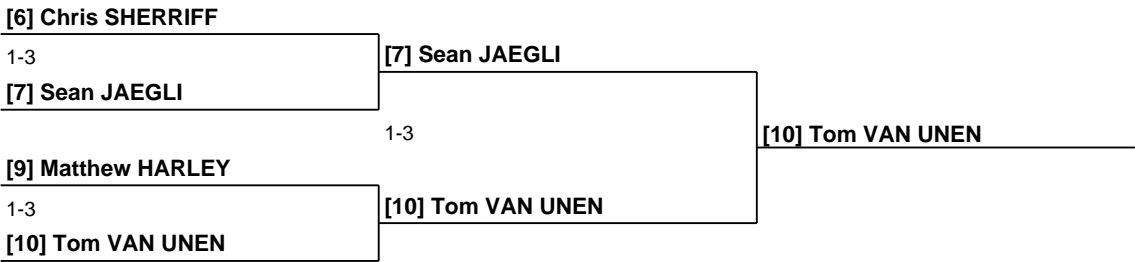 [6] Chris SHERRIFF
1-3
[7] Sean JAEGLI
[7] Sean JAEGLI
1-3
[10] Tom VAN UNEN
[9] Matthew HARLEY
1-3
[10] Tom VAN UNEN
[10] Tom VAN UNEN